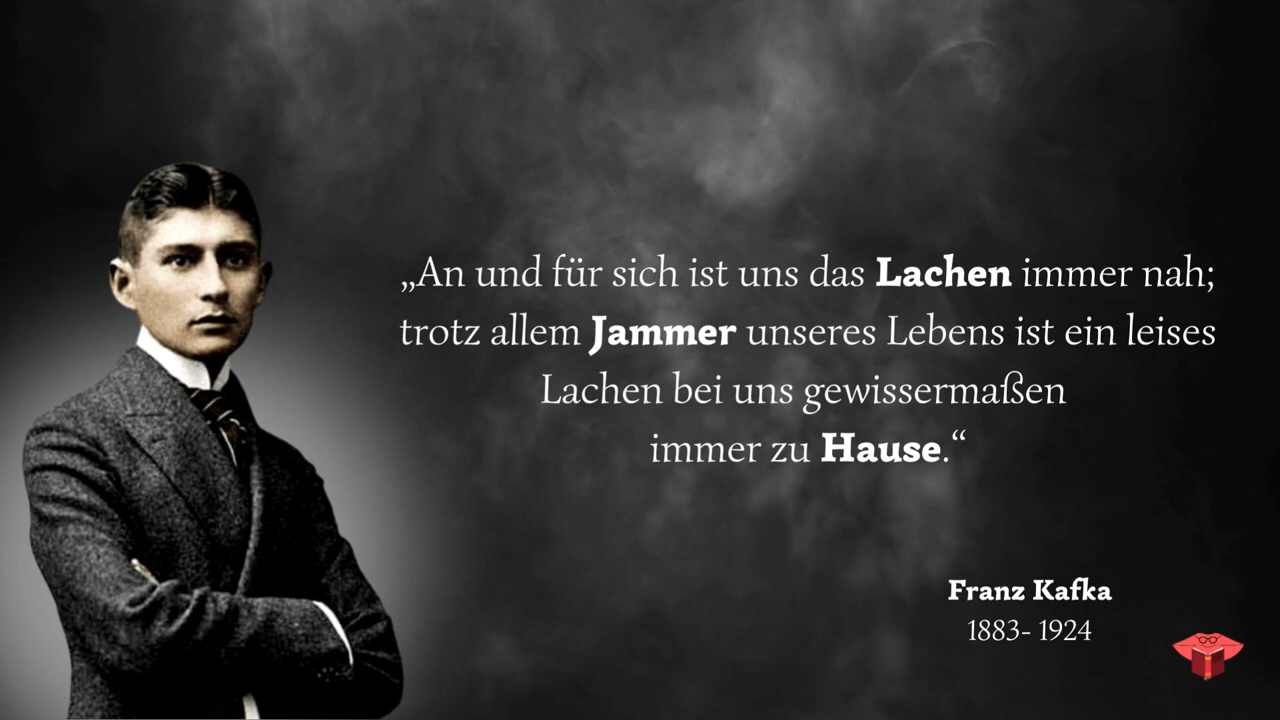 „An und für sich ist uns das Lachen immer nah;
trotz allem Jammer unseres Lebens ist ein leises
Lachen bei uns gewissermaßen
immer zu Hause.“
Franz Kafka
1883- 1924